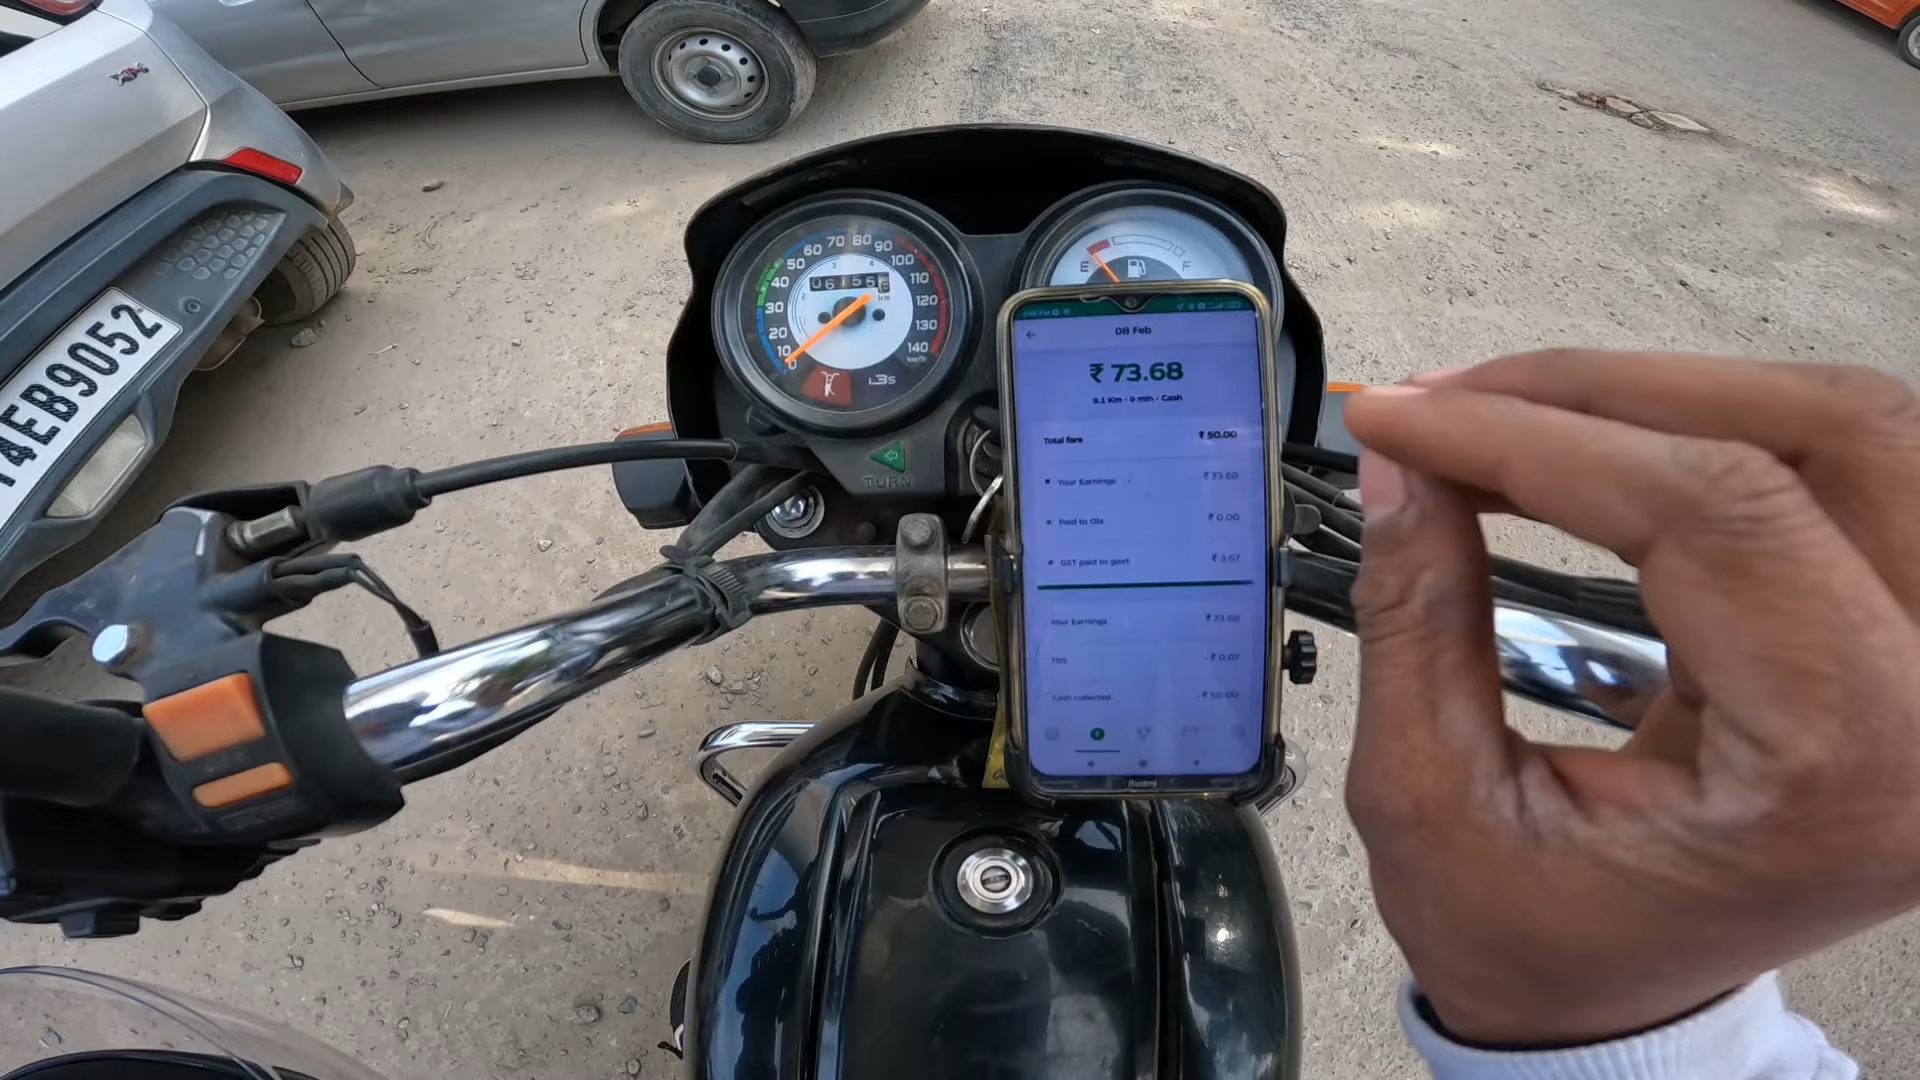 4EB9052
10 20 30 40 50 60 70 80 90 100 110 120 130 140
km/h
km
i3s
E F
TURN
08 Feb
₹ 73.68
9.1 Km - 9 min - Cash
Total fare ₹ 50.00
Your Earnings ₹ 73.68
Paid to Ola ₹ 0.00
GST paid to govt ₹ 3.67
Your Earnings ₹ 73.68
TDS - ₹ 0.07
Cash collected - ₹ 50.00
Redmi